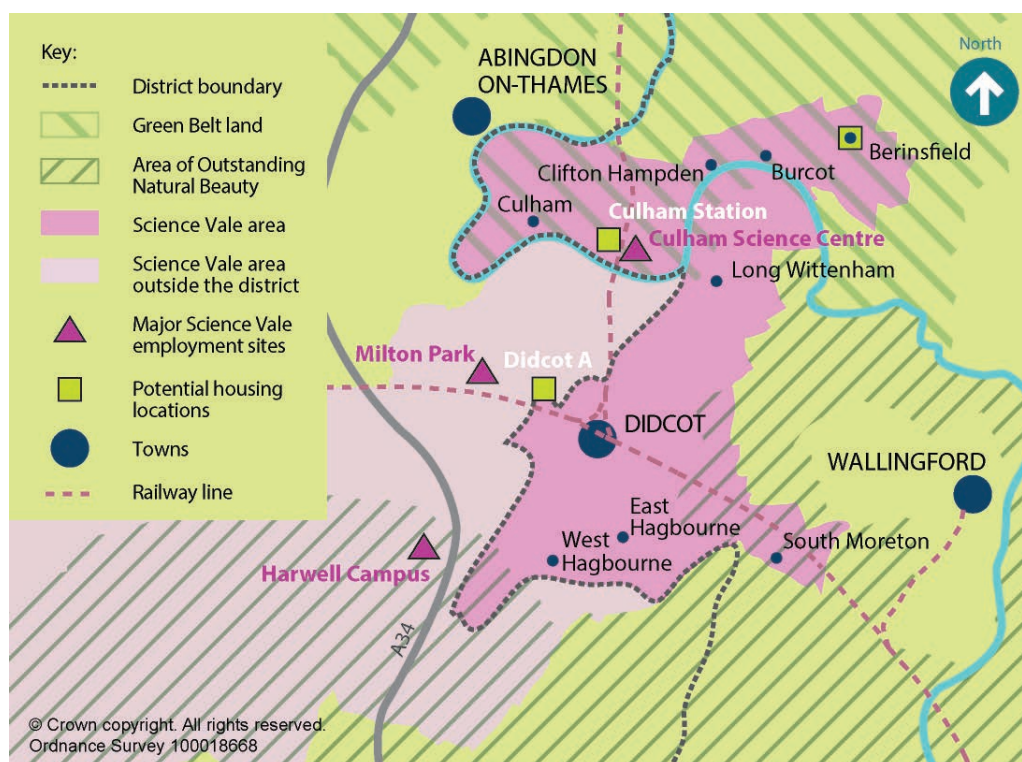 Key:
District boundary
Green Belt land
Area of Outstanding
Natural Beauty
Science Vale area
Science Vale area
outside the district
Major Science Vale
employment sites
Potential housing
locations
Towns
Railway line
North
ABINGDON
ON-THAMES
Berinsfield
Burcot
Clifton Hampden
Culham
Culham Station
Culham Science Centre
Long Wittenham
Milton Park
Didcot A
DIDCOT
WALLINGFORD
East
Hagbourne
West
Hagbourne
South Moreton
Harwell Campus
A34
© Crown copyright. All rights reserved.
Ordnance Survey 100018668